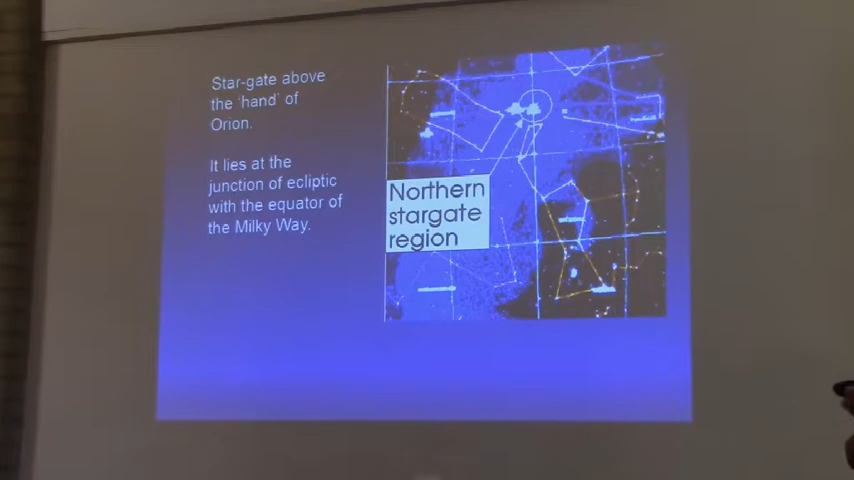 Star-gate above
the 'hand' of
Orion.
It lies at the
junction of ecliptic
with the equator of
the Milky Way.
Northern
stargate
region